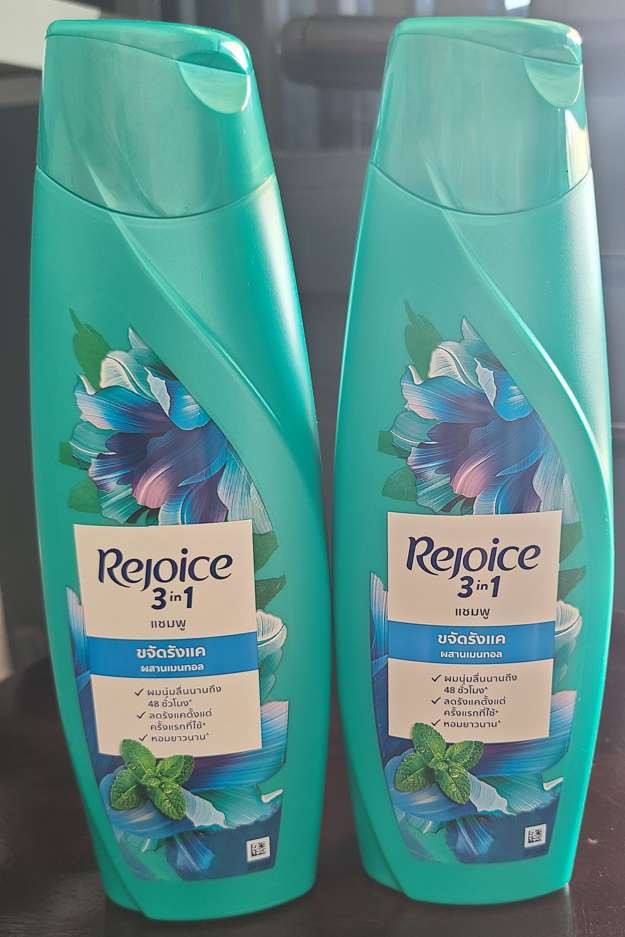 Rejoice
3in1
แชมพู
ขจัดรังแค
ผสานเมนทอล
✓ ผมนุ่มลื่นนานถึง
48 ชั่วโมง^
✓ ลดรังแคตั้งแต่
ครั้งแรกที่ใช้*
✓ หอมยาวนาน^
Rejoice
3in1
แชมพู
ขจัดรังแค
ผสานเมนทอล
✓ ผมนุ่มลื่นนานถึง
48 ชั่วโมง^
✓ ลดรังแคตั้งแต่
ครั้งแรกที่ใช้*
✓ หอมยาวนาน^